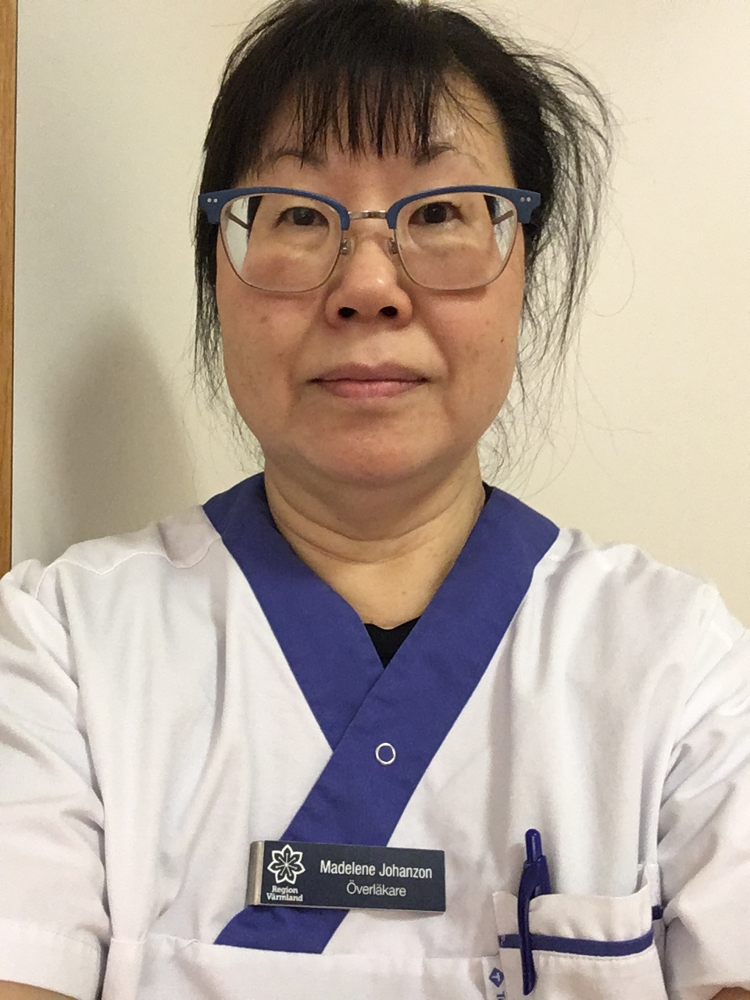 Madelene Johanzon
Överläkare
Region
Värmland
T